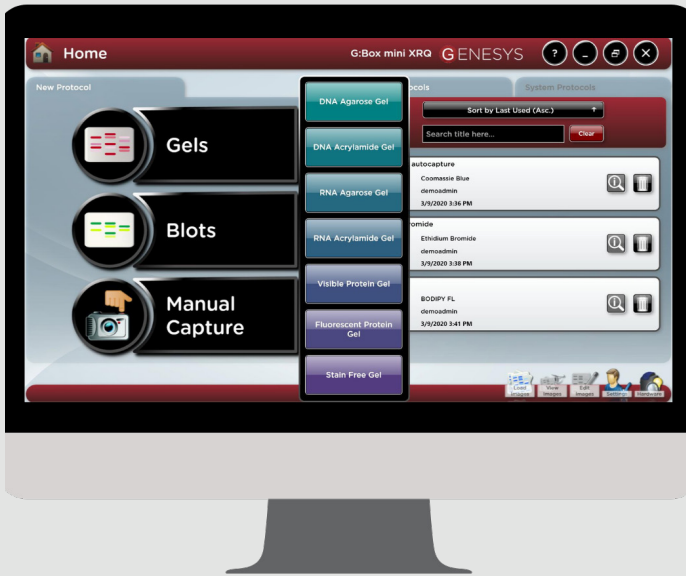 Home
G:Box mini XRQ GENESYS
?
New Protocol
System Protocols
Gels
Blots
Manual
Capture
DNA Agarose Gel
DNA Acrylamide Gel
RNA Agarose Gel
RNA Acrylamide Gel
Visible Protein Gel
Fluorescent Protein
Gel
Stain Free Gel
Sort by Last Used (Asc.)
Search title here...
Clear
autocapture
Coomassie Blue
demoadmin
3/9/2020 3:36 PM
Ethidium Bromide
demoadmin
3/9/2020 3:38 PM
BODIPY FL
demoadmin
3/9/2020 3:41 PM
Load
Images
View
Images
Edit
Images
Settings
Hardware